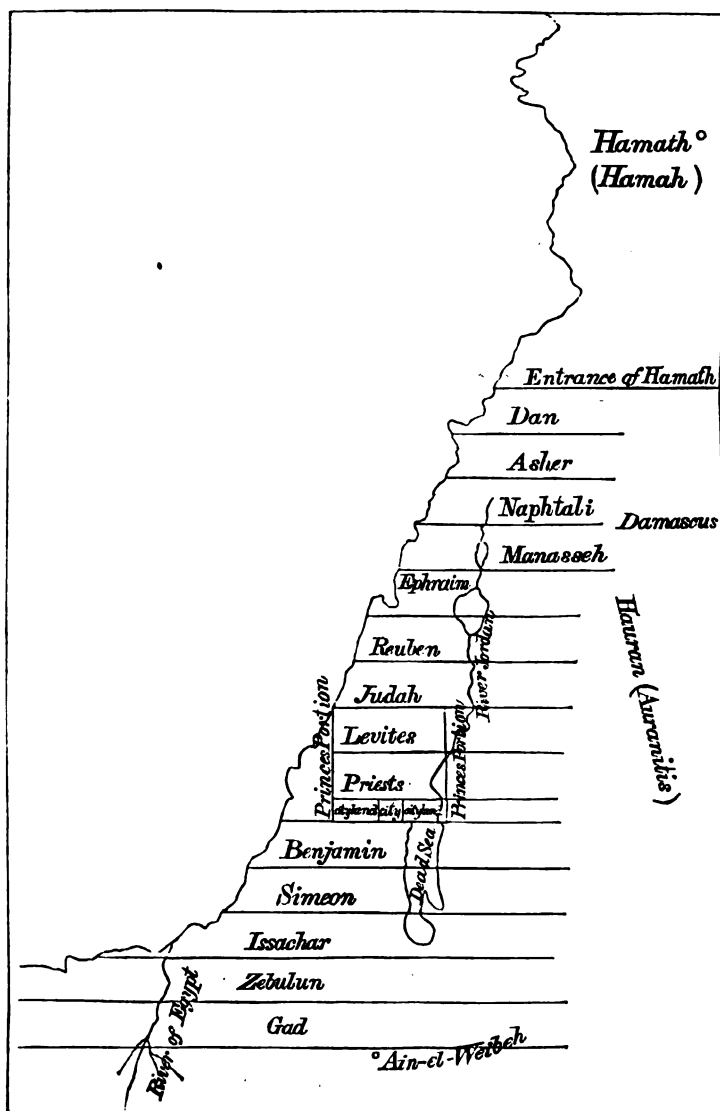 Hamath
(Hamah)
Entrance of Hamath
Dan
Asher
Naphtali
Damascus
Manasseh
Ephraim
Hauran (Auranitis)
Reuben
River Jordan
Judah
Princes Portion
Levites
Princes Portion
Priests
cityland
city
Dead Sea
Benjamin
Simeon
Issachar
Zebulun
River of Egypt
Gad
Ain-el-Weibeh